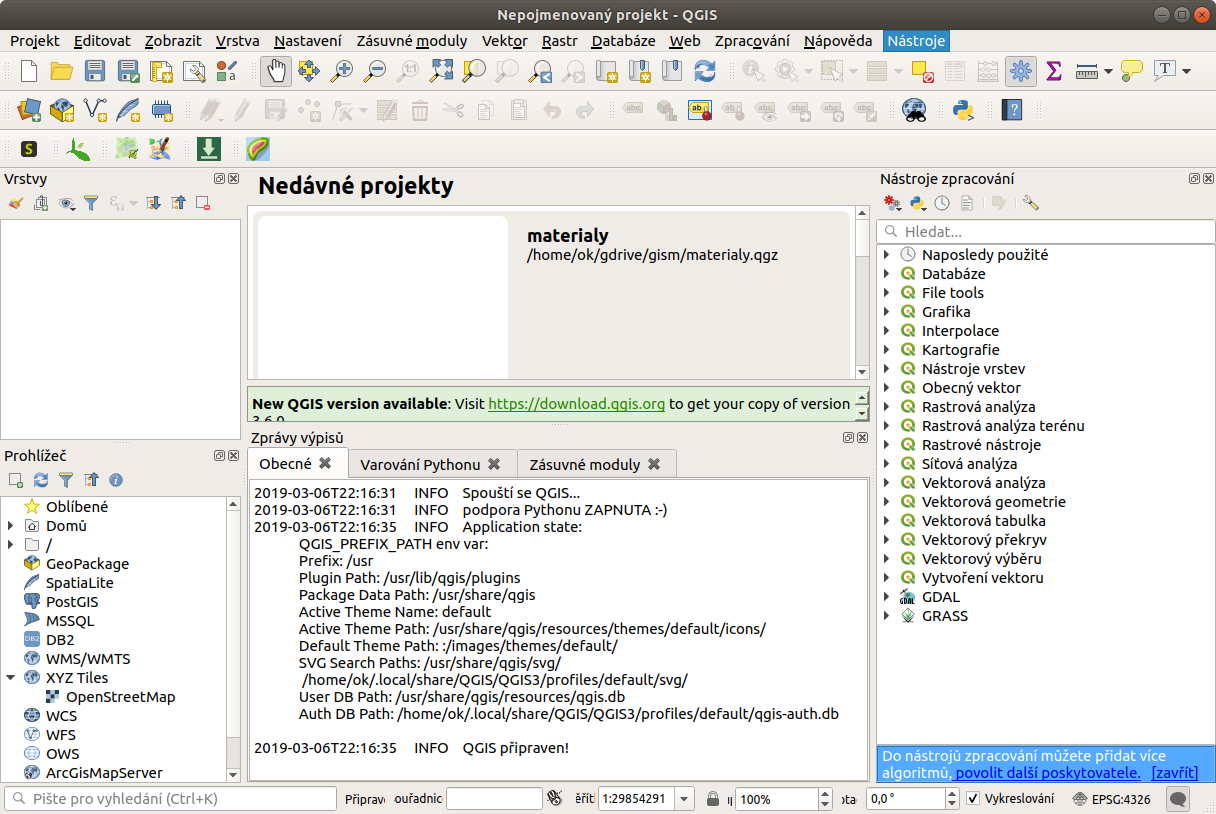 Nepojmenovaný projekt - QGIS
Projekt Editovat Zobrazit Vrstva Nastavení Zásuvné moduly Vektor Rastr Databáze Web Zpracování Nápověda Nástroje
Vrstvy
Nedávné projekty
materialy
/home/ok/gdrive/gism/materialy.qgz
New QGIS version available: Visit https://download.qgis.org to get your copy of version
3.6.0
Prohlížeč
Oblíbené
Domů
/
GeoPackage
SpatiaLite
PostGIS
MSSQL
DB2
WMS/WMTS
XYZ Tiles
OpenStreetMap
WCS
WFS
OWS
ArcGisMapServer
Zprávy výpisů
Obecné Varování Pythonu Zásuvné moduly
2019-03-06T22:16:31 INFO Spouští se QGIS...
2019-03-06T22:16:31 INFO podpora Pythonu ZAPNUTA :-)
2019-03-06T22:16:35 INFO Application state:
QGIS_PREFIX_PATH env var:
Prefix: /usr
Plugin Path: /usr/lib/qgis/plugins
Package Data Path: /usr/share/qgis
Active Theme Name: default
Active Theme Path: /usr/share/qgis/resources/themes/default/icons/
Default Theme Path: :/images/themes/default/
SVG Search Paths: /usr/share/qgis/svg/
/home/ok/.local/share/QGIS/QGIS3/profiles/default/svg/
User DB Path: /usr/share/qgis/resources/qgis.db
Auth DB Path: /home/ok/.local/share/QGIS/QGIS3/profiles/default/qgis-auth.db
2019-03-06T22:16:35 INFO QGIS připraven!
Nástroje zpracování
Hledat...
Naposledy použité
Databáze
File tools
Grafika
Interpolace
Kartografie
Nástroje vrstev
Obecný vektor
Rastrová analýza
Rastrová analýza terénu
Rastrové nástroje
Síťová analýza
Vektorová analýza
Vektorová geometrie
Vektorová tabulka
Vektorový překryv
Vektorový výběru
Vytvoření vektoru
GDAL
GRASS
Do nástrojů zpracování můžete přidat více
algoritmů, povolit další poskytovatele. [zavřít]
Pište pro vyhledání (Ctrl+K) Připrav ouřadnic 1:29854291 100% 0,0 ° Vykreslování EPSG:4326